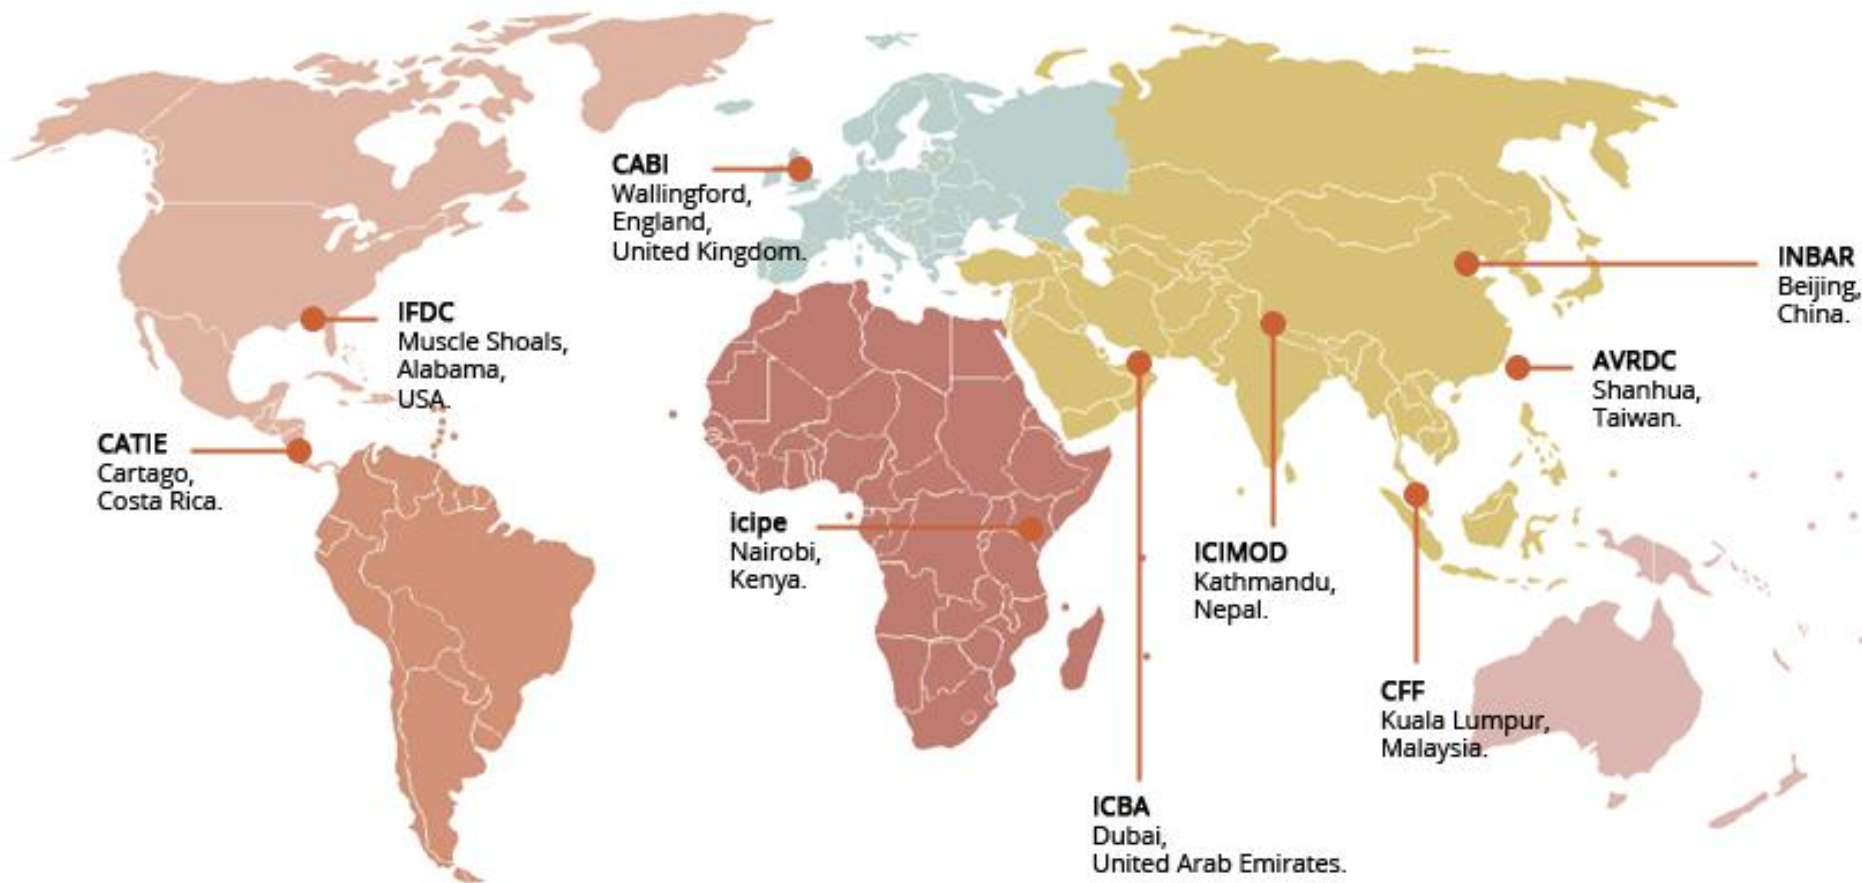 CABI
Wallingford,
England,
United Kingdom.
INBAR
Beijing,
China.
IFDC
Muscle Shoals,
Alabama,
USA.
AVRDC
Shanhua,
Taiwan.
CATIE
Cartago,
Costa Rica.
icipe
Nairobi,
Kenya.
ICIMOD
Kathmandu,
Nepal.
CFF
Kuala Lumpur,
Malaysia.
ICBA
Dubai,
United Arab Emirates.